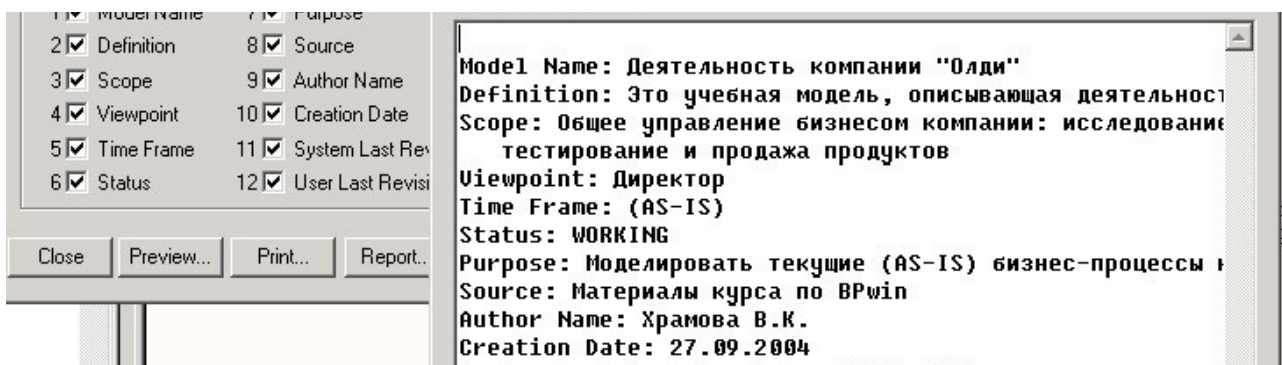 1 Model Name 7 Purpose
2 Definition 8 Source
3 Scope 9 Author Name
4 Viewpoint 10 Creation Date
5 Time Frame 11 System Last Rev
6 Status 12 User Last Revisi
Close Preview... Print... Report..
Model Name: Деятельность компании "Олди"
Definition: Это учебная модель, описывающая деятельност
Scope: Общее управление бизнесом компании: исследование
тестирование и продажа продуктов
Viewpoint: Директор
Time Frame: (AS-IS)
Status: WORKING
Purpose: Моделировать текущие (AS-IS) бизнес-процессы
Source: Материалы курса по BPwin
Author Name: Храмова В.К.
Creation Date: 27.09.2004